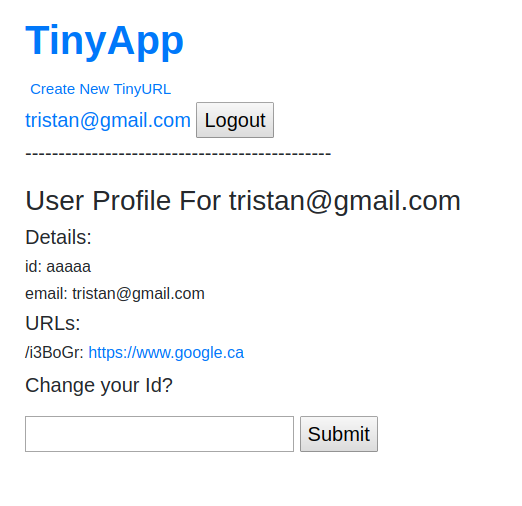 TinyApp
Create New TinyURL
tristan@gmail.com Logout
----------------------------------------------
User Profile For tristan@gmail.com
Details:
id: aaaaa
email: tristan@gmail.com
URLs:
/i3BoGr: https://www.google.ca
Change your Id?
Submit